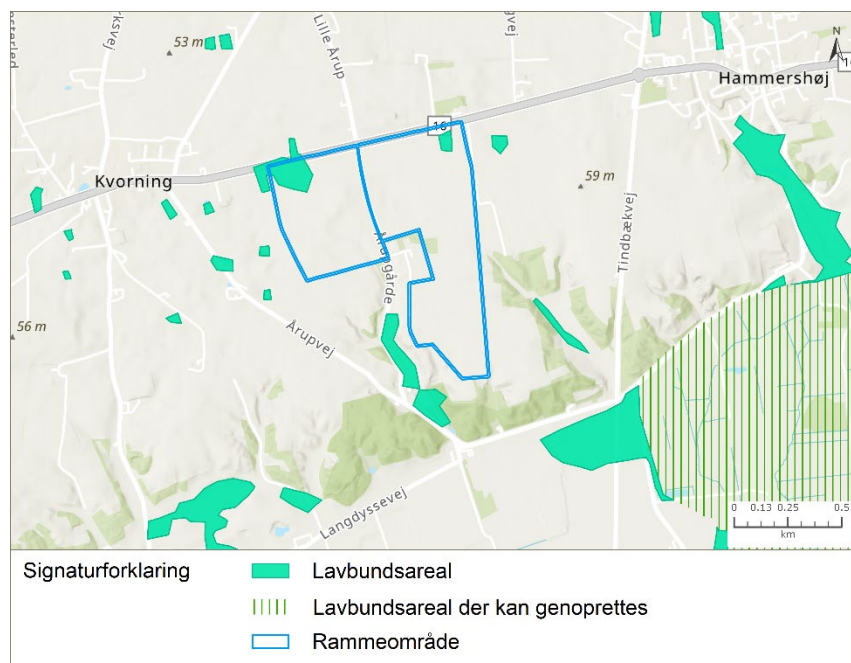 Lille Årup
53 m
N
Hammershøj
16
Kvorning
59 m
Tindbækvej
Årupgårde
56 m
Årupvej
Langdyssevej
0 0.13 0.25 0.5
km
Signaturforklaring
Lavbundsareal
Lavbundsareal der kan genoprettes
Rammeområde